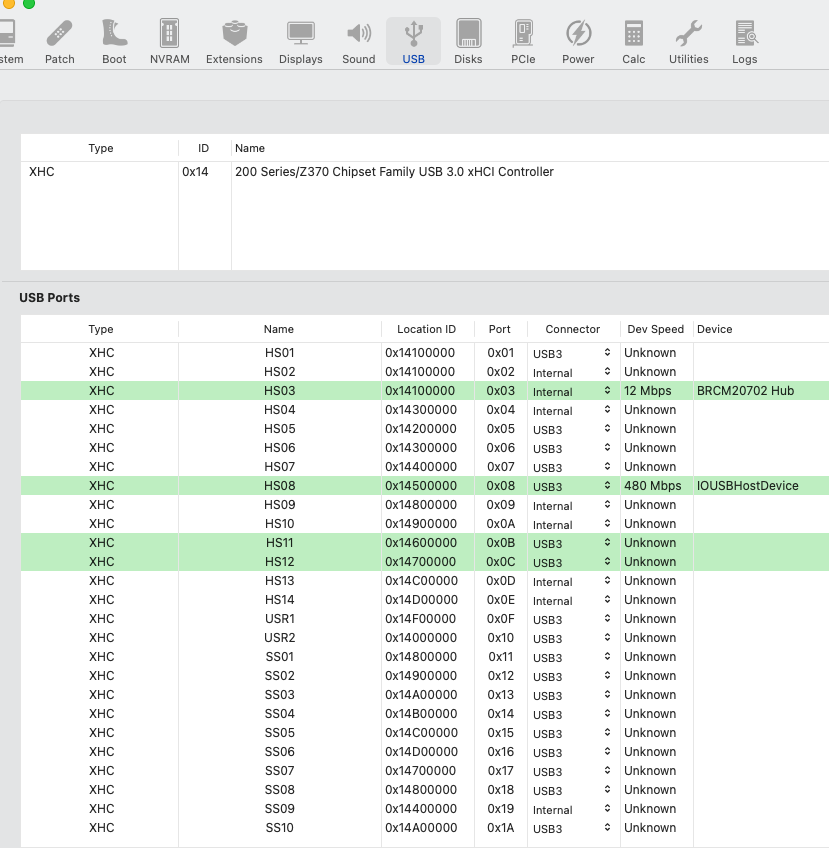 stem Patch Boot NVRAM Extensions Displays Sound USB Disks PCIe Power Calc Utilities Logs
Type ID Name
XHC 0x14 200 Series/Z370 Chipset Family USB 3.0 xHCI Controller
USB Ports
Type Name Location ID Port Connector Dev Speed Device
XHC HS01 0x14100000 0x01 USB3 Unknown
XHC HS02 0x14100000 0x02 Internal Unknown
XHC HS03 0x14100000 0x03 Internal 12 Mbps BRCM20702 Hub
XHC HS04 0x14300000 0x04 Internal Unknown
XHC HS05 0x14200000 0x05 USB3 Unknown
XHC HS06 0x14300000 0x06 USB3 Unknown
XHC HS07 0x14400000 0x07 USB3 Unknown
XHC HS08 0x14500000 0x08 USB3 480 Mbps IOUSBHostDevice
XHC HS09 0x14800000 0x09 Internal Unknown
XHC HS10 0x14900000 0x0A Internal Unknown
XHC HS11 0x14600000 0x0B USB3 Unknown
XHC HS12 0x14700000 0x0C USB3 Unknown
XHC HS13 0x14C00000 0x0D Internal Unknown
XHC HS14 0x14D00000 0x0E Internal Unknown
XHC USR1 0x14F00000 0x0F USB3 Unknown
XHC USR2 0x14000000 0x10 USB3 Unknown
XHC SS01 0x14800000 0x11 USB3 Unknown
XHC SS02 0x14900000 0x12 USB3 Unknown
XHC SS03 0x14A00000 0x13 USB3 Unknown
XHC SS04 0x14B00000 0x14 USB3 Unknown
XHC SS05 0x14C00000 0x15 USB3 Unknown
XHC SS06 0x14D00000 0x16 USB3 Unknown
XHC SS07 0x14700000 0x17 USB3 Unknown
XHC SS08 0x14800000 0x18 USB3 Unknown
XHC SS09 0x14400000 0x19 Internal Unknown
XHC SS10 0x14A00000 0x1A USB3 Unknown